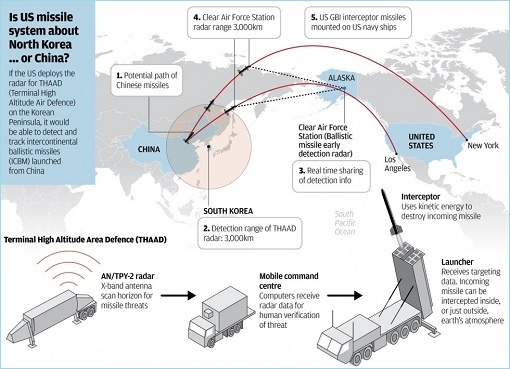 Is US missile
system about
North Korea
... or China?
If the US deploys the
radar for THAAD
(Terminal High
Altitude Air Defence)
on the Korean
Peninsula, it would
be able to detect and
track intercontinental
ballistic missiles
(ICBM) launched
from China
4. Clear Air Force Station
radar range 3,000km
5. US GBI interceptor missiles
mounted on US navy ships
1. Potential path of
Chinese missiles
ALASKA
CHINA
Clear Air Force
Station (Ballistic
missile early
detection radar)
UNITED
STATES
New York
Los
Angeles
3. Real time sharing
of detection info
SOUTH KOREA
2. Detection range of THAAD
radar: 3,000km
South
Pacific
Ocean
Interceptor
Uses kinetic energy to
destroy incoming missile
Terminal High Altitude Area Defence (THAAD)
AN/TPY-2 radar
X-band antenna
scan horizon for
missile threats
Mobile command
centre
Computers receive
radar data for
human verification
of threat
Launcher
Receives targeting
data. Incoming
missile can be
intercepted inside,
or just outside,
earth's atmosphere